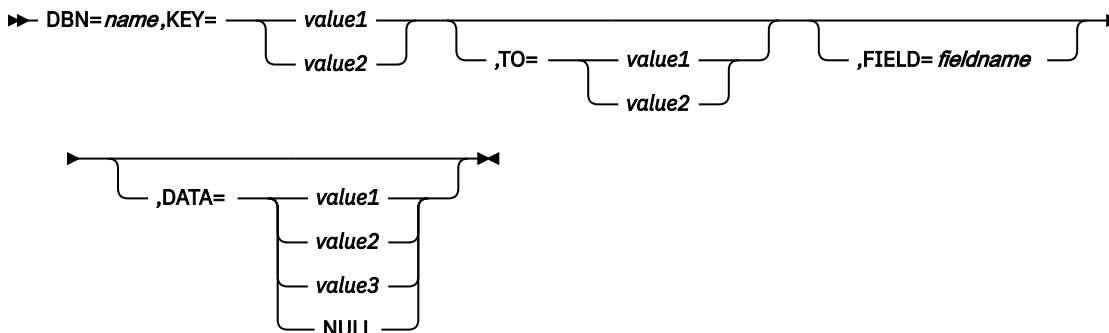 DBN=name,KEY= value1
value2
,TO= value1
value2
,FIELD=fieldname
,DATA= value1
value2
value3
NULL